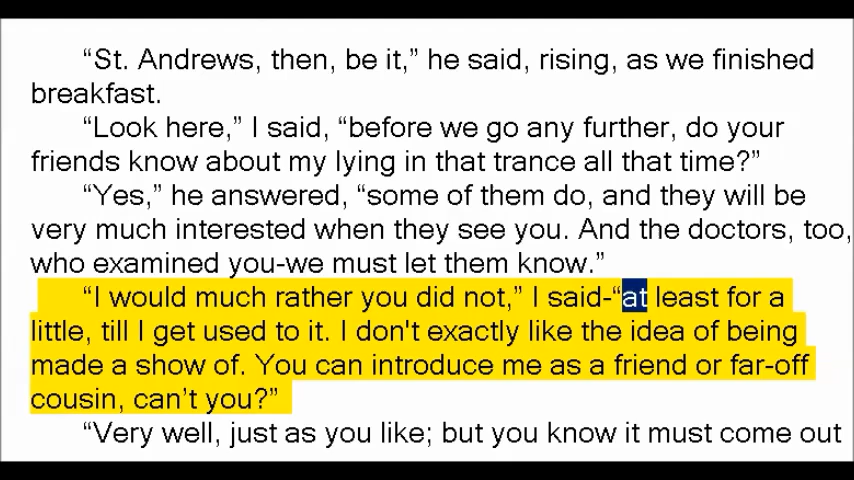 “St. Andrews, then, be it,” he said, rising, as we finished
breakfast.
“Look here,” I said, “before we go any further, do your
friends know about my lying in that trance all that time?”
“Yes,” he answered, “some of them do, and they will be
very much interested when they see you. And the doctors, too,
who examined you-we must let them know.”
“I would much rather you did not,” I said-“at least for a
little, till I get used to it. I don't exactly like the idea of being
made a show of. You can introduce me as a friend or far-off
cousin, can’t you?”
“Very well, just as you like; but you know it must come out